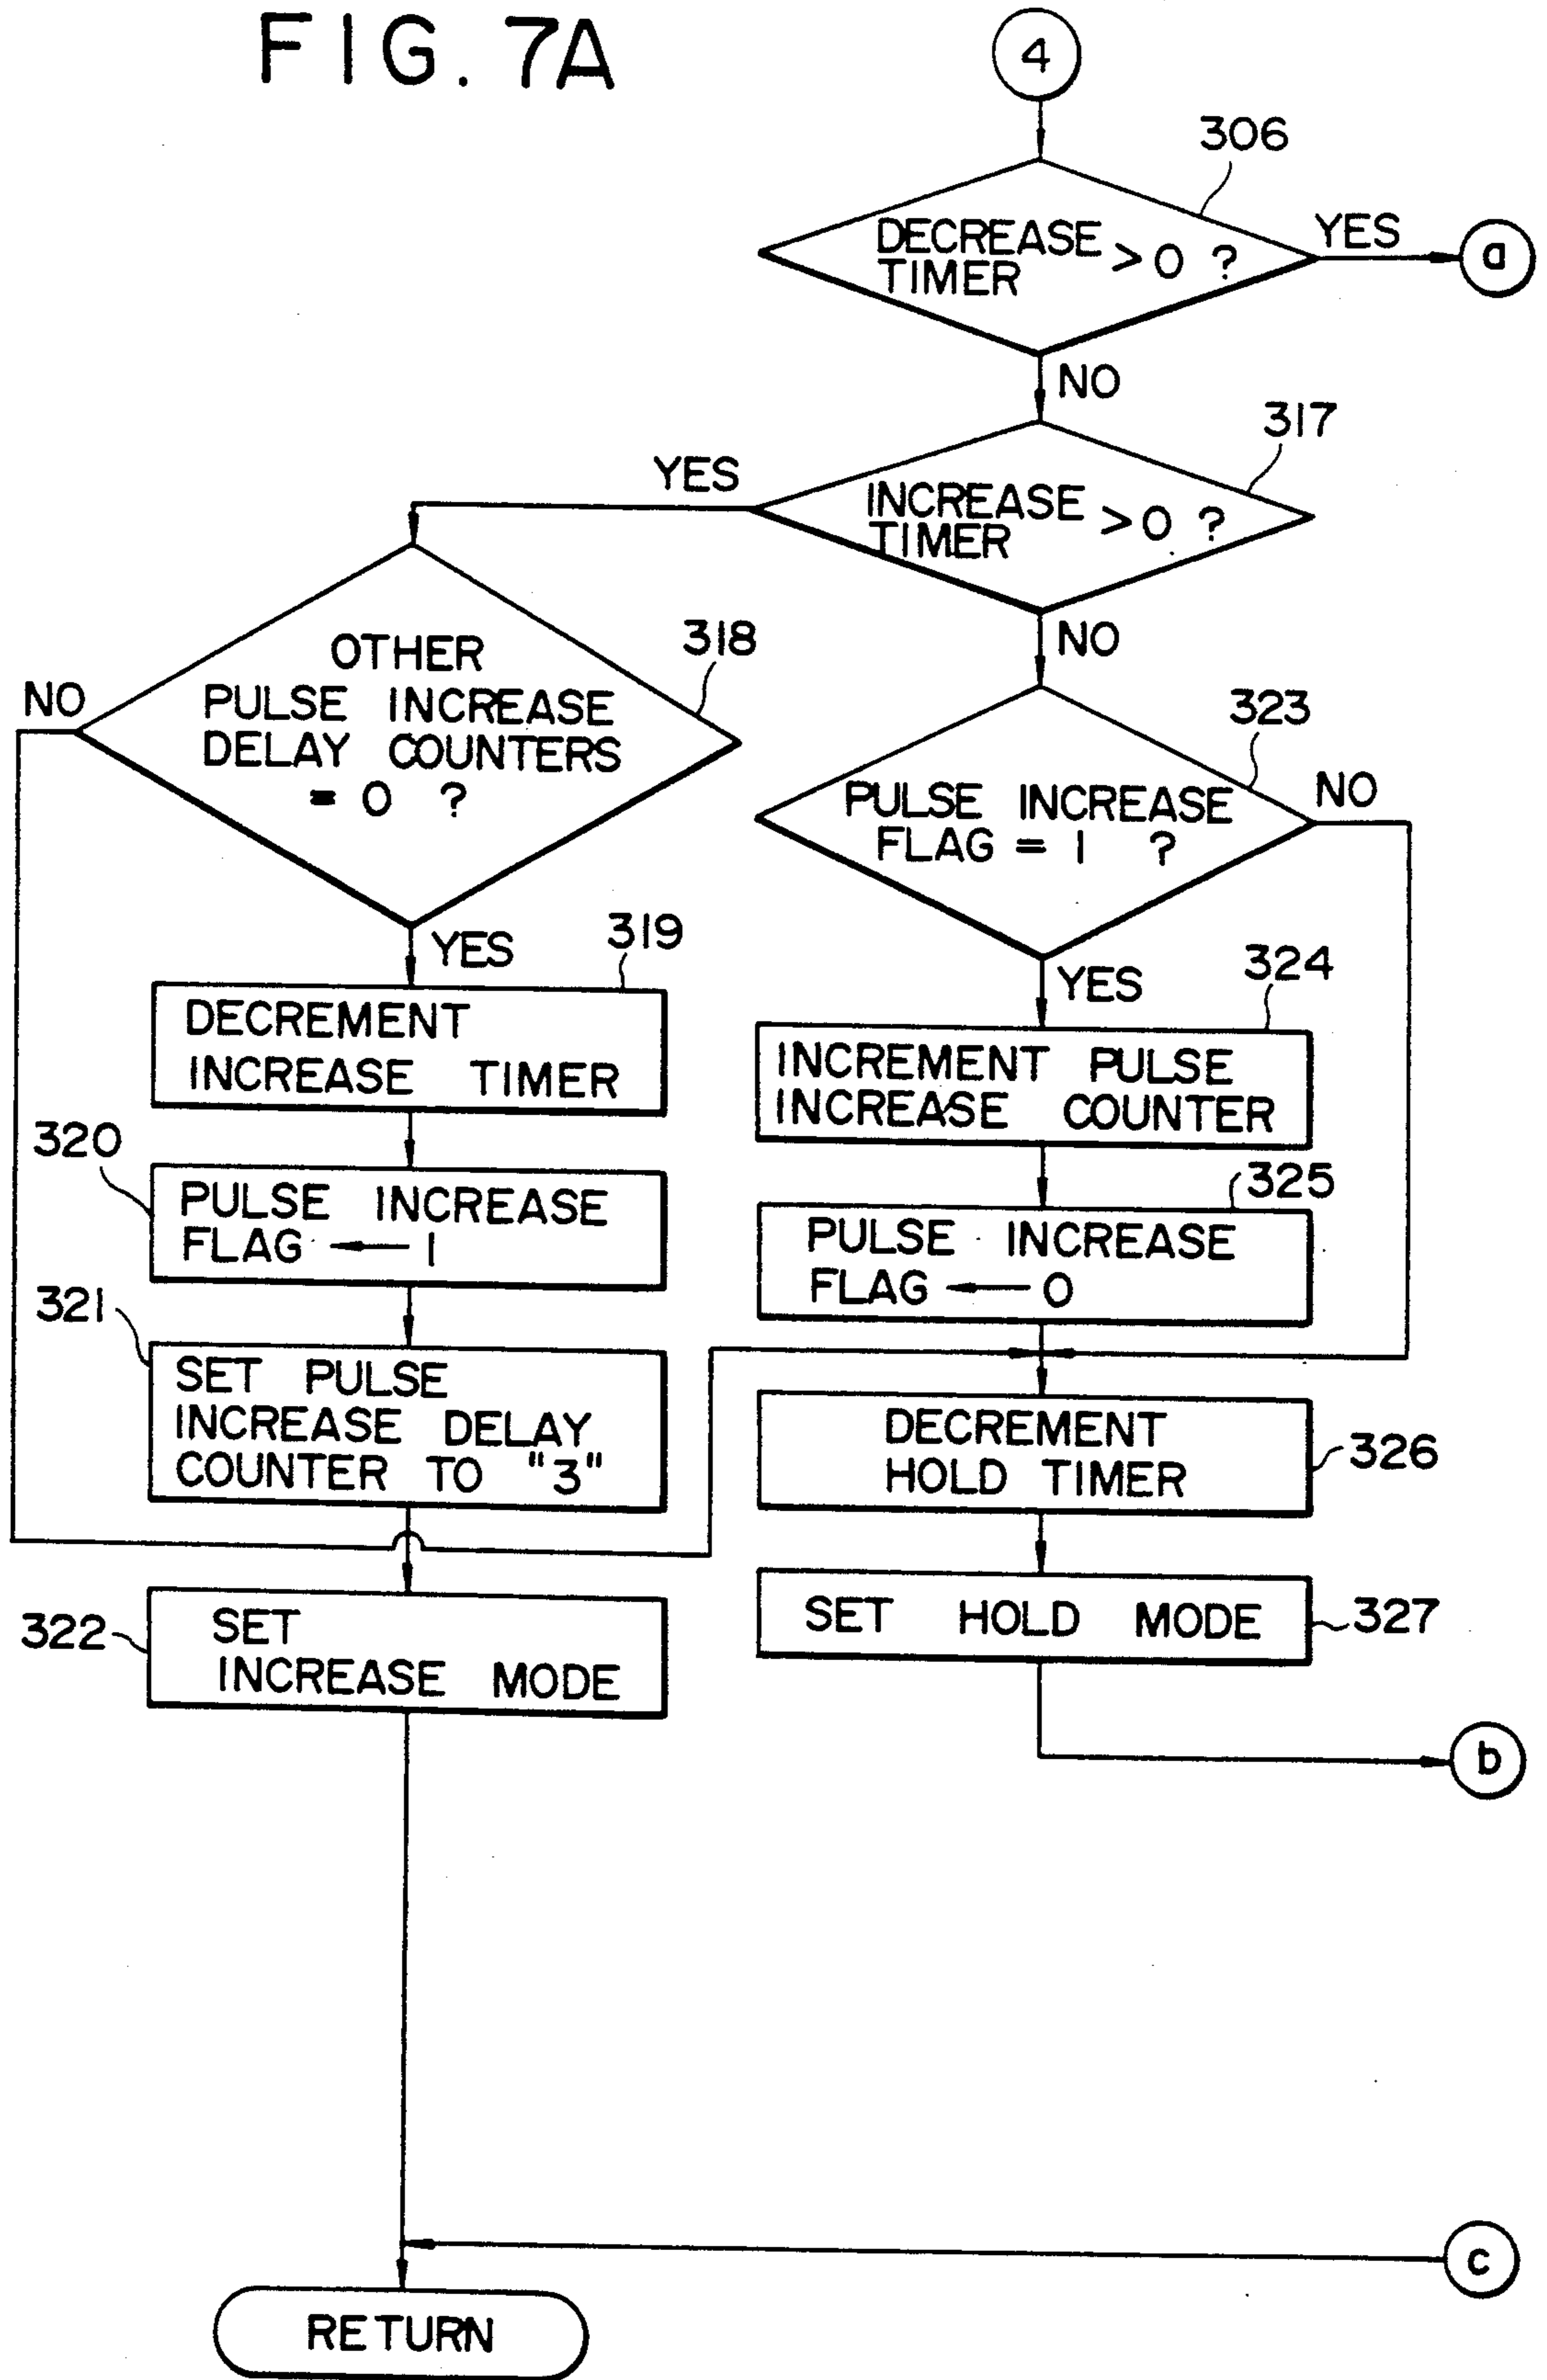 FIG. 7A
4
306
DECREASE
TIMER > 0 ?
YES
a
NO
317
YES
INCREASE
TIMER > 0 ?
NO
318
OTHER
PULSE INCREASE
DELAY COUNTERS
= 0 ?
NO
323
PULSE INCREASE
FLAG = 1 ?
NO
YES
319
DECREMENT
INCREASE TIMER
YES
324
INCREMENT PULSE
INCREASE COUNTER
320
PULSE INCREASE
FLAG ← 1
325
PULSE INCREASE
FLAG ← 0
321
SET PULSE
INCREASE DELAY
COUNTER TO "3"
DECREMENT
HOLD TIMER
326
322
SET
INCREASE MODE
SET HOLD MODE
327
b
c
RETURN